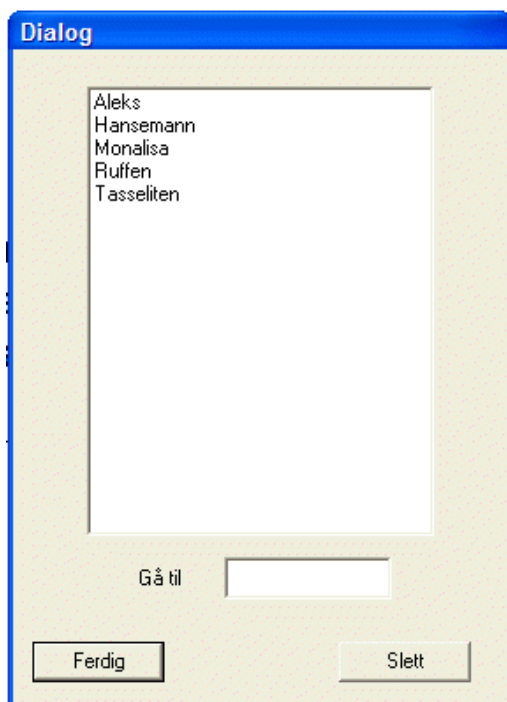 Dialog
Aleks
Hansemann
Monalisa
Ruffen
Tasseliten
Gå til
Ferdig
Slett